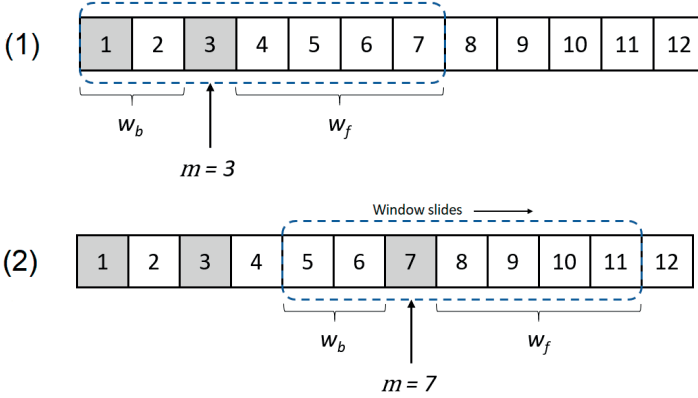 (1) 1 2 3 4 5 6 7 8 9 10 11 12
w_b w_f
m = 3
Window slides
(2) 1 2 3 4 5 6 7 8 9 10 11 12
w_b w_f
m = 7